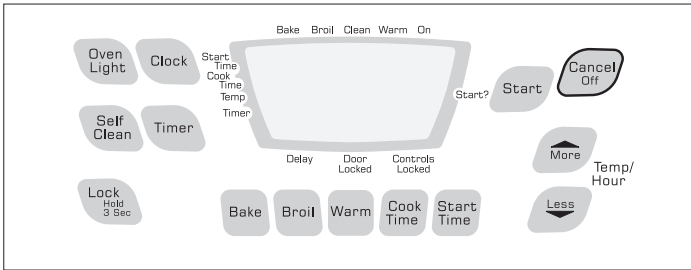 Bake Broil Clean Warm On
Oven
Light
Clock
Start
Time
Cook
Time
Temp
Timer
Start?
Start
Cancel
Off
Self
Clean
Timer
More
Temp/
Hour
Less
Delay
Door
Locked
Controls
Locked
Lock
Hold
3 Sec
Bake
Broil
Warm
Cook
Time
Start
Time